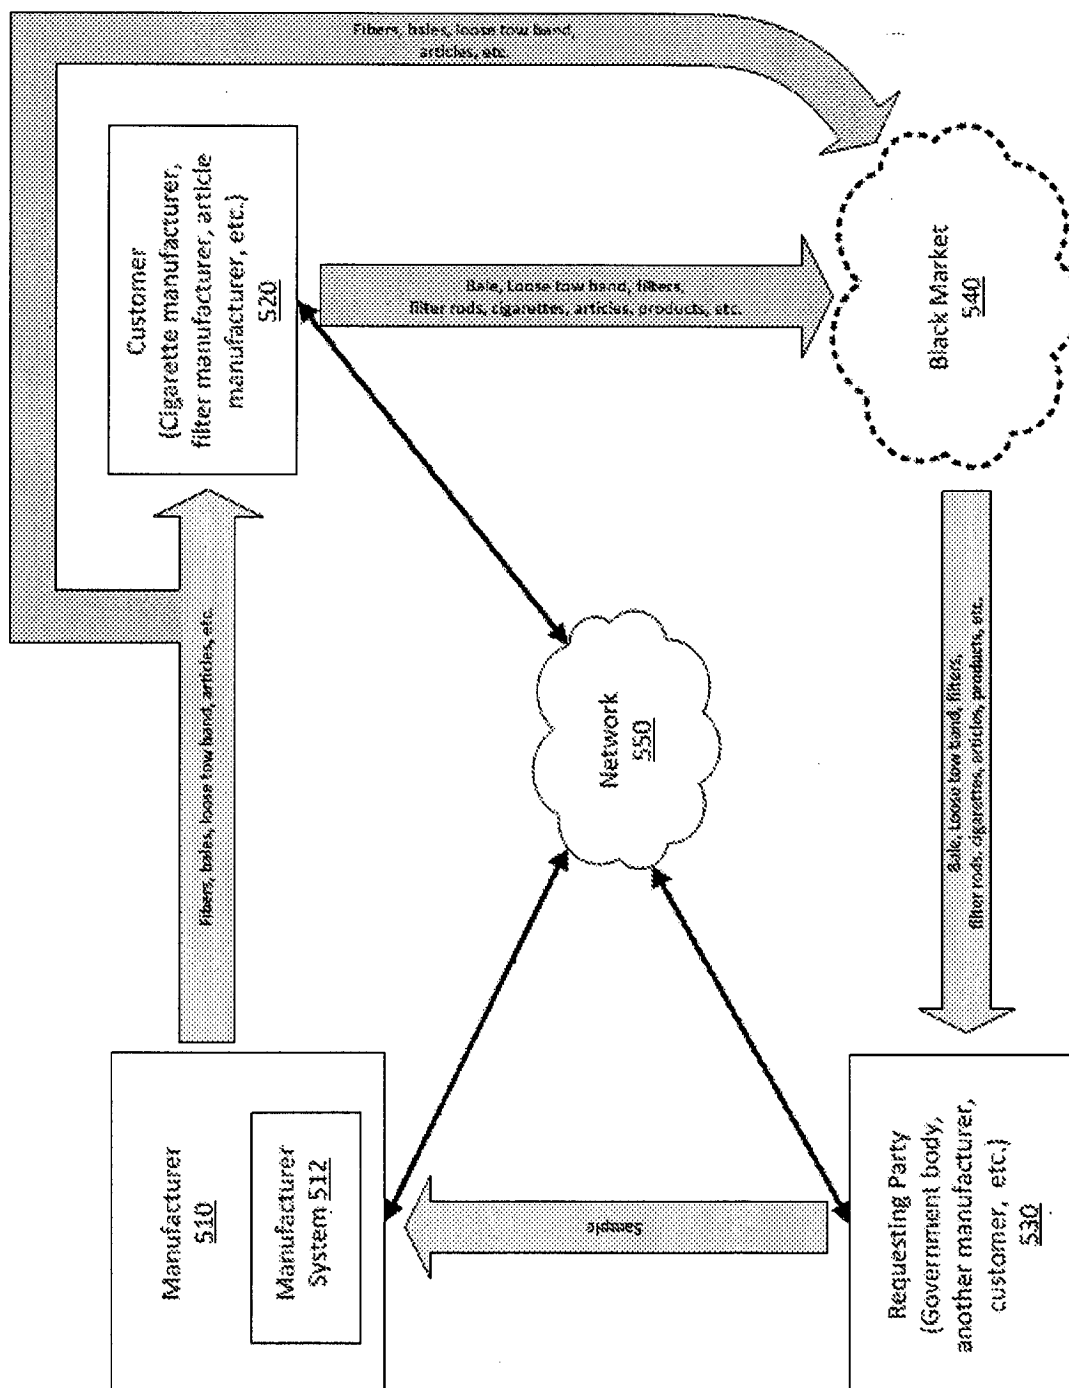 Manufacturer
510
Manufacturer
System 512
Fibers, bales, loose tow band, articles, etc.
Customer
(Cigarette manufacturer,
filter manufacturer, article
manufacturer, etc.)
520
Fibers, bales, loose tow band,
articles, etc.
Bale, Loose tow band, filters,
filter rods, cigarettes, articles, products, etc.
Network
550
Sample
Requesting Party
(Government body,
another manufacturer,
customer, etc.)
530
Bale, Loose tow band, filters,
filter rods, cigarettes, articles, products, etc.
Black Market
540